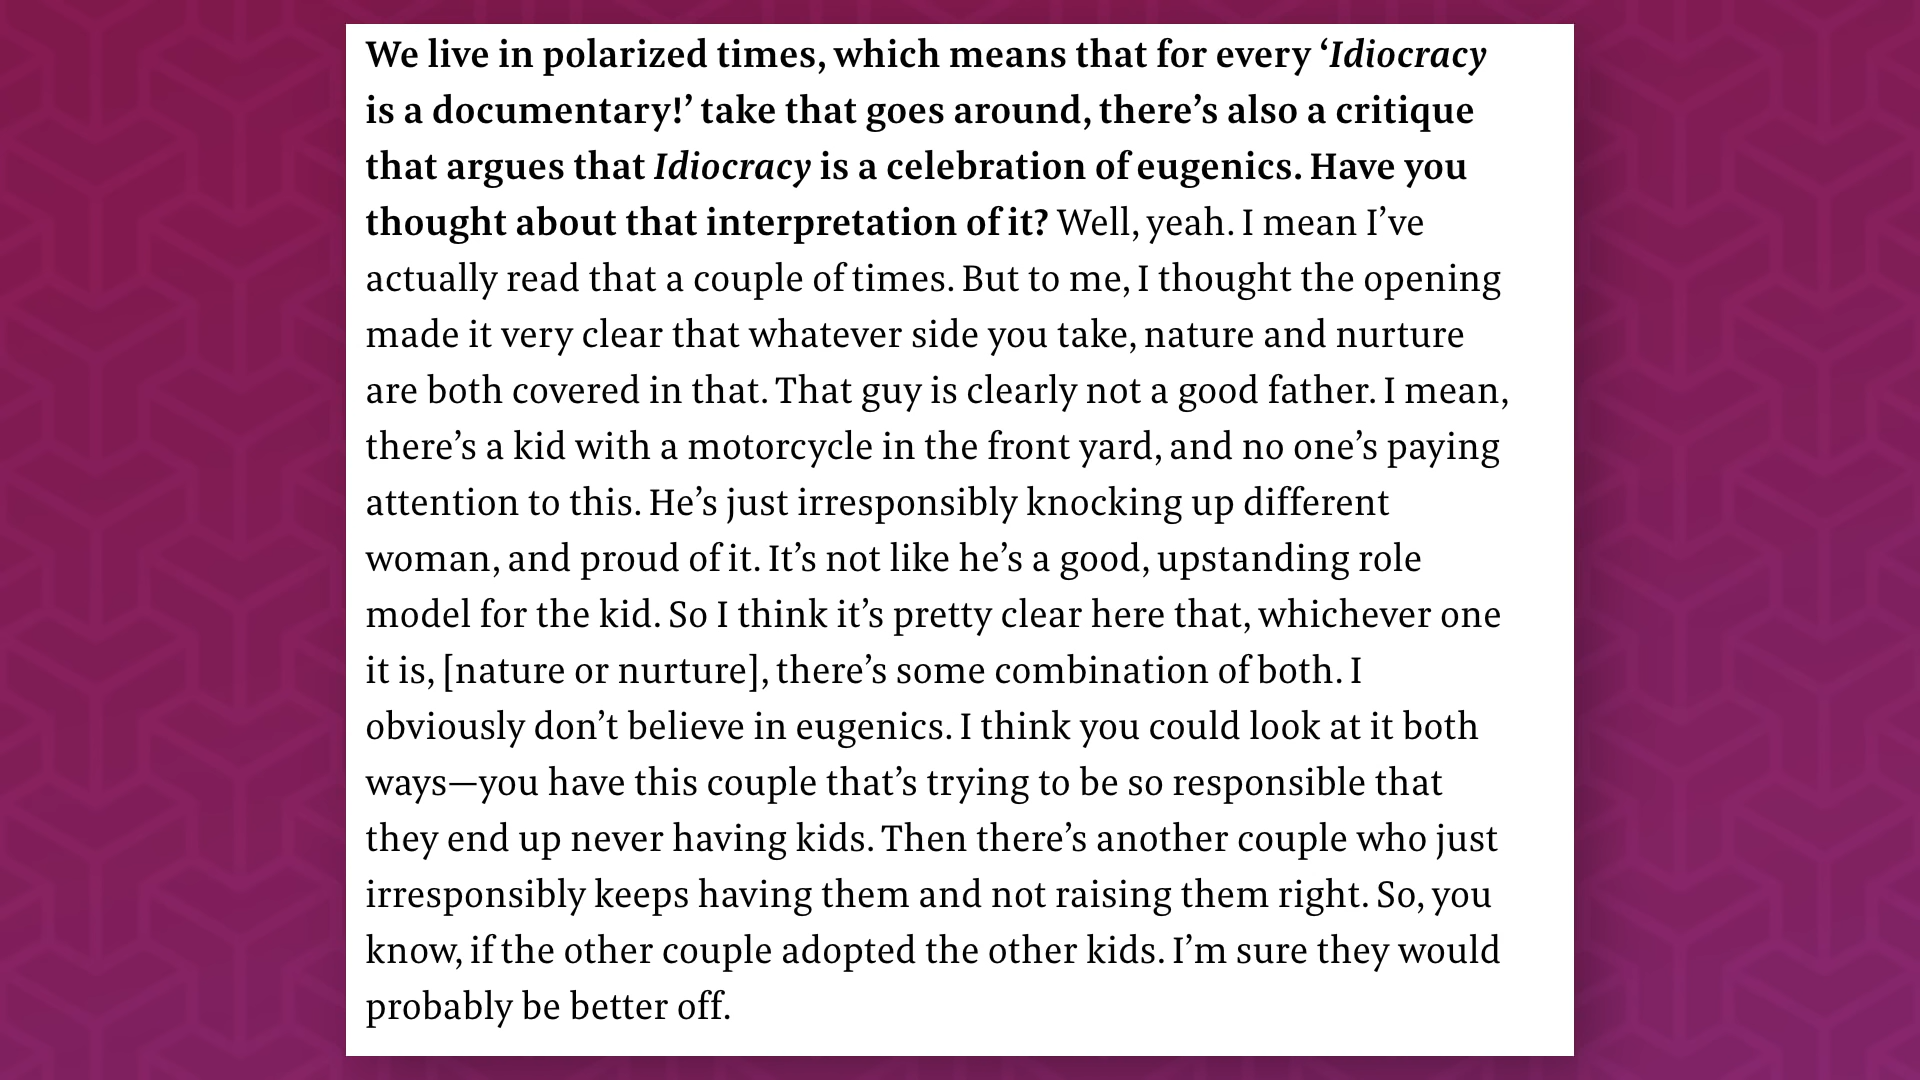 We live in polarized times, which means that for every ‘Idiocracy
is a documentary!’ take that goes around, there’s also a critique
that argues that Idiocracy is a celebration of eugenics. Have you
thought about that interpretation of it? Well, yeah. I mean I’ve
actually read that a couple of times. But to me, I thought the opening
made it very clear that whatever side you take, nature and nurture
are both covered in that. That guy is clearly not a good father. I mean,
there’s a kid with a motorcycle in the front yard, and no one’s paying
attention to this. He’s just irresponsibly knocking up different
woman, and proud of it. It’s not like he’s a good, upstanding role
model for the kid. So I think it’s pretty clear here that, whichever one
it is, [nature or nurture], there’s some combination of both. I
obviously don’t believe in eugenics. I think you could look at it both
ways—you have this couple that’s trying to be so responsible that
they end up never having kids. Then there’s another couple who just
irresponsibly keeps having them and not raising them right. So, you
know, if the other couple adopted the other kids. I’m sure they would
probably be better off.